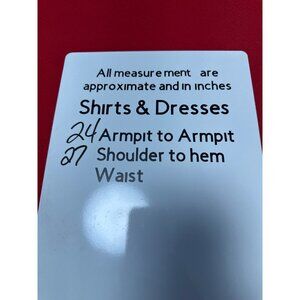 All measurement are
approximate and in inches
Shirts & Dresses
24 Armpit to Armpit
27 Shoulder to hem
Waist